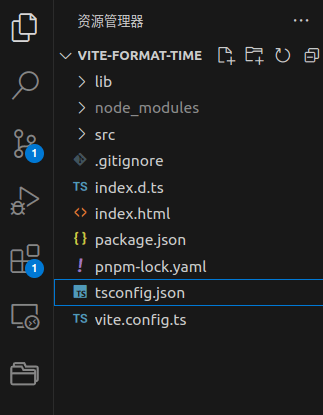 资源管理器
VITE-FORMAT-TIME
lib
node_modules
src
.gitignore
TS index.d.ts
<> index.html
{ } package.json
! pnpm-lock.yaml
TS tsconfig.json
TS vite.config.ts
1
1